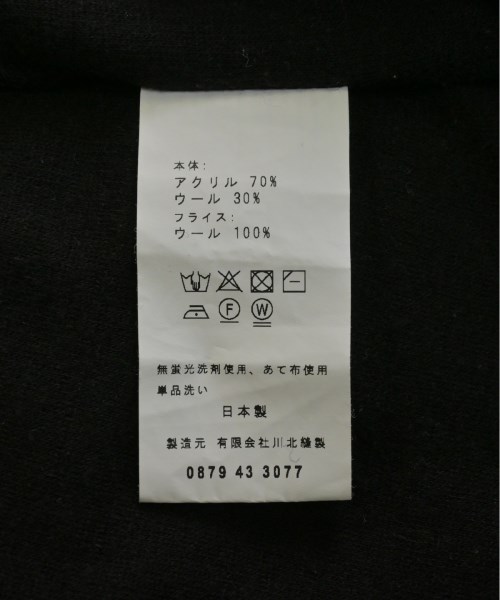 本体:
アクリル 70%
ウール 30%
フライス:
ウール 100%
F W
無蛍光洗剤使用、あて布使用
単品洗い
日本製
製造元 有限会社川北縫製
0879 43 3077